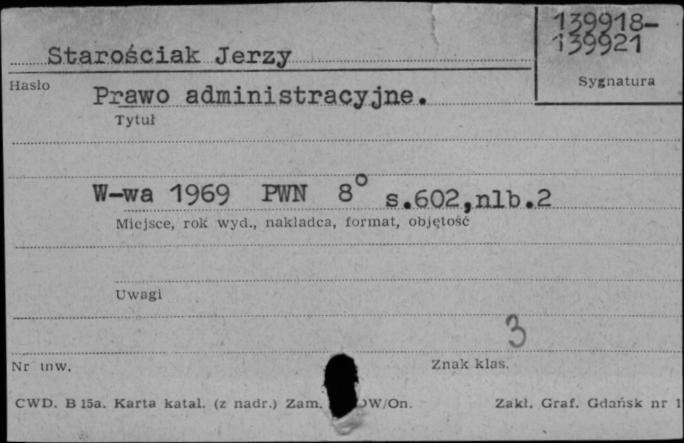 139918-
139921
Starościak Jerzy
Sygnatura
Hasło
Prawo administracyjne.
Tytuł
W-wa 1969 PWN 8° s.602,nlb.2
Miejsce, rok wyd., nakładca, format, objętość
Uwagi
3
Nr inw.
Znak klas.
CWD. B 15a. Karta katal. (z nadr.) Zam. OW/On.
Zakł. Graf. Gdańsk nr 1